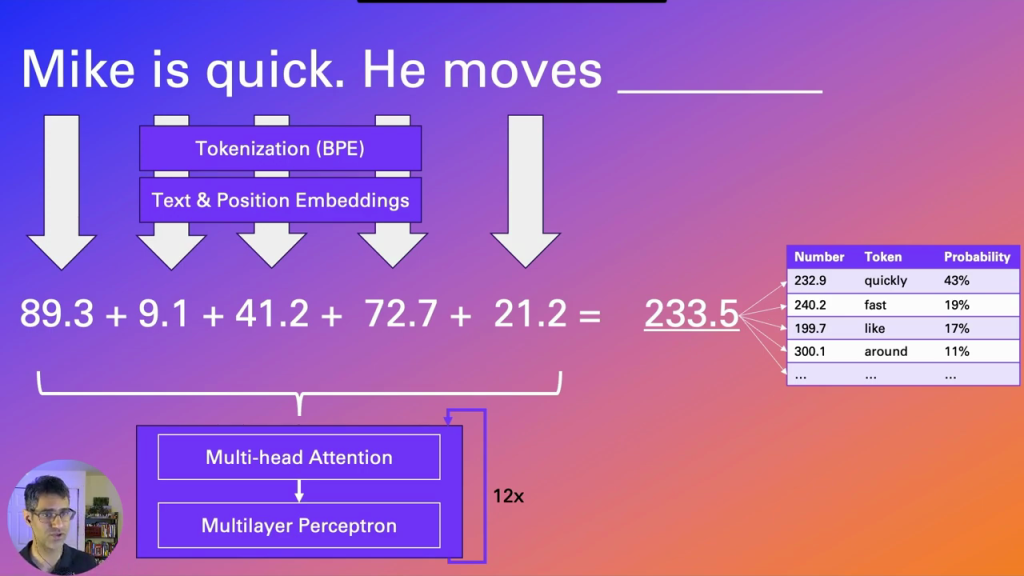 Mike is quick. He moves __________
Tokenization (BPE)
Text & Position Embeddings
89.3 + 9.1 + 41.2 + 72.7 + 21.2 = 233.5
Number Token Probability
232.9 quickly 43%
240.2 fast 19%
199.7 like 17%
300.1 around 11%
... ... ...
Multi-head Attention
12x
Multilayer Perceptron